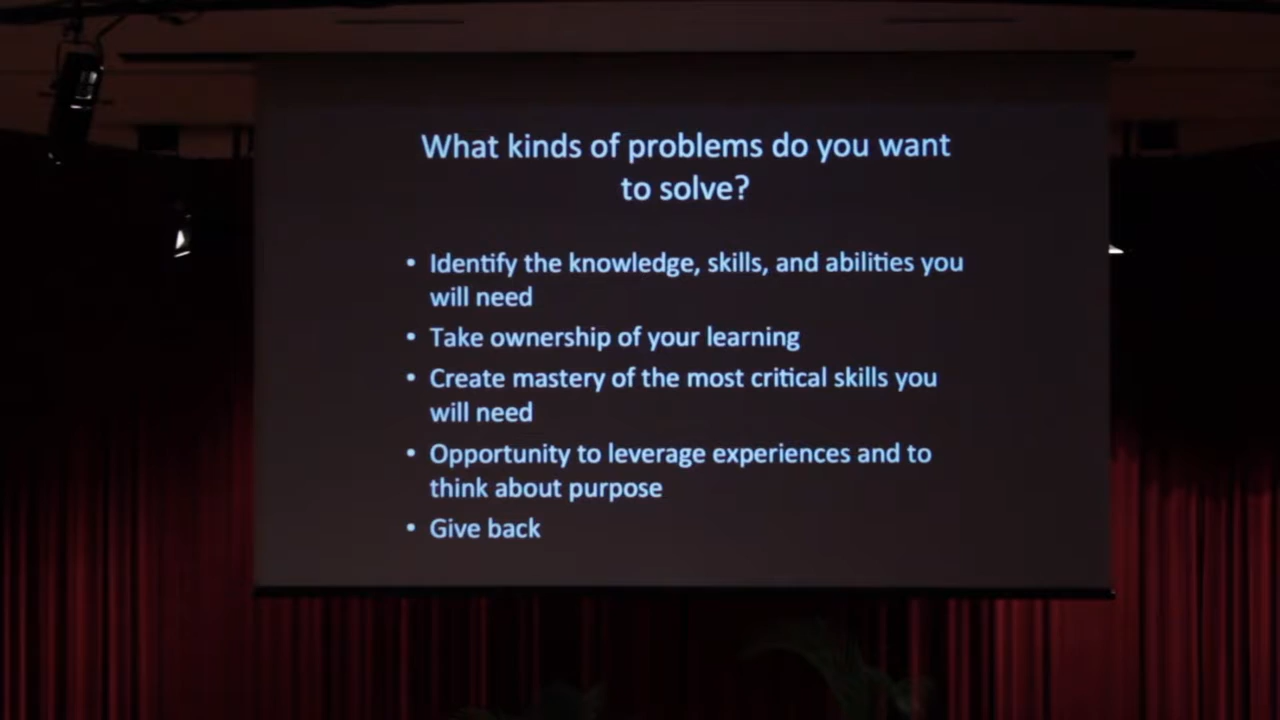 What kinds of problems do you want
to solve?
• Identify the knowledge, skills, and abilities you
will need
• Take ownership of your learning
• Create mastery of the most critical skills you
will need
• Opportunity to leverage experiences and to
think about purpose
• Give back